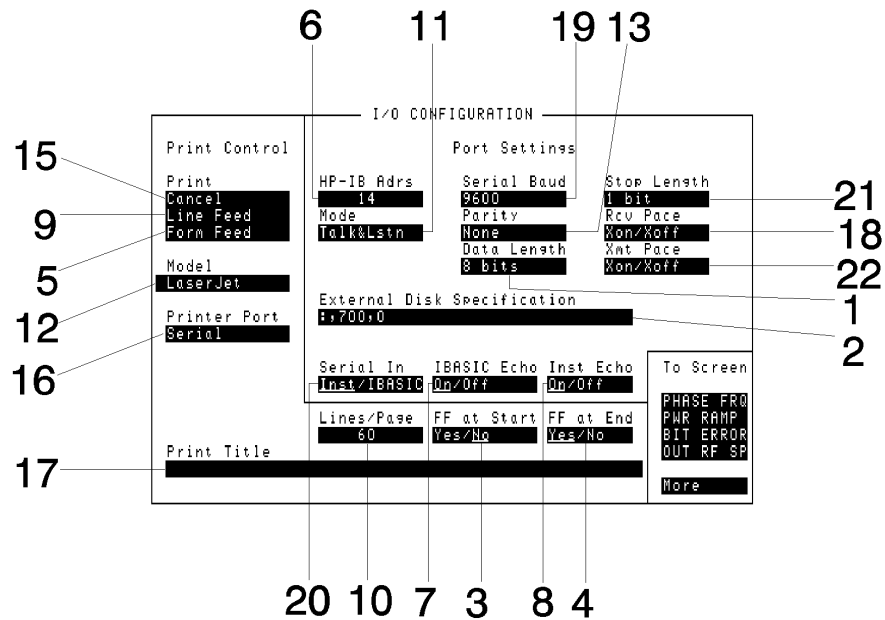 6 11 19 13
I/O CONFIGURATION
Print Control
Port Settings
15
Print
Cancel
9
Line Feed
5
Form Feed
HP-IB Adrs
14
Mode
Talk&Lstn
Serial Baud
9600
Parity
None
Data Length
8 bits
Stop Length
1 bit
21
Rcv Pace
Xon/Xoff
18
Xmt Pace
Xon/Xoff
22
1
Model
LaserJet
12
External Disk Specification
:,700,0
2
Printer Port
Serial
16
Serial In
Inst/IBASIC
IBASIC Echo
On/Off
Inst Echo
On/Off
To Screen
PHASE FRQ
PWR RAMP
BIT ERROR
OUT RF SP
More
Lines/Page
60
FF at Start
Yes/No
FF at End
Yes/No
Print Title
17
20 10 7 3 8 4